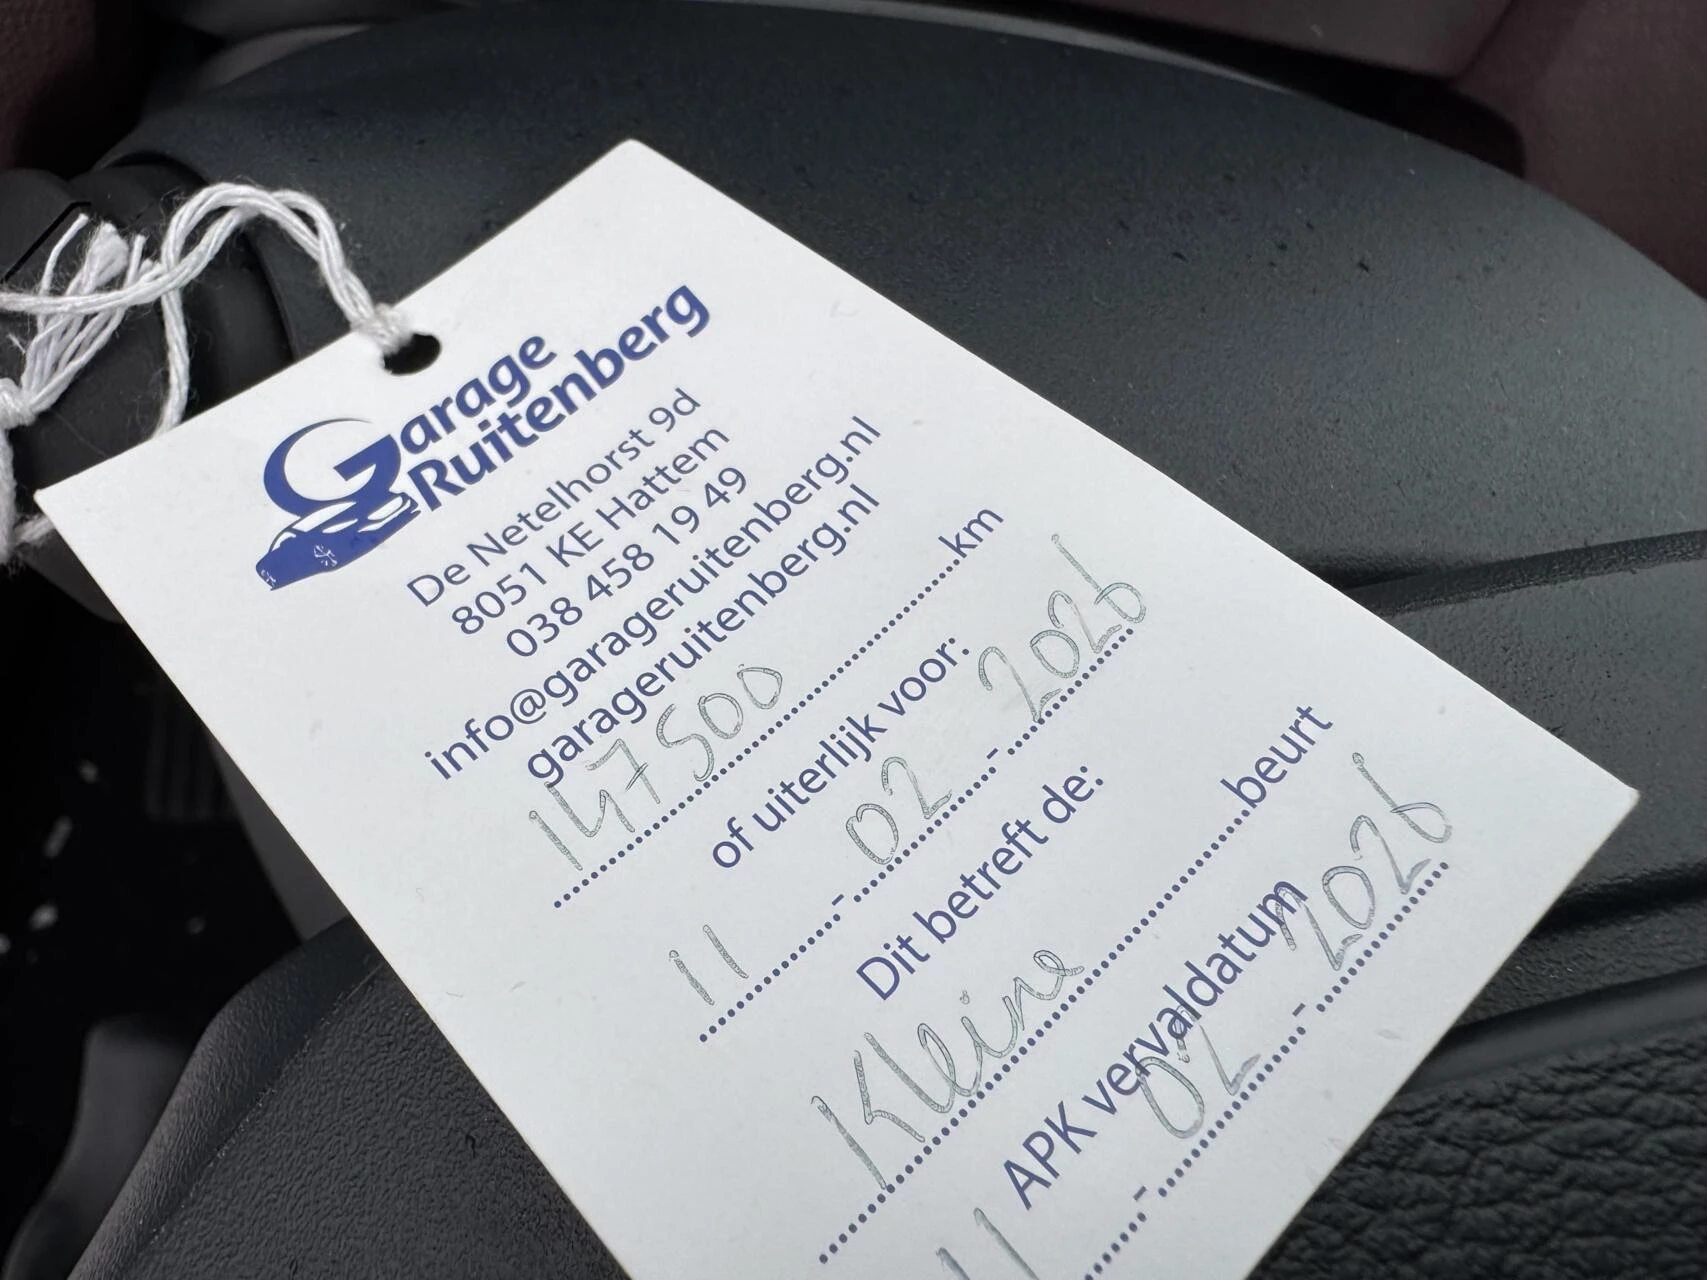 Garage
Ruitenberg
De Netelhorst 9d
8051 KE Hattem
038 458 19 49
info@garageruitenberg.nl
garageruitenberg.nl
147500 km
of uiterlijk voor:
11 - 02 - 2026
Dit betreft de:
Kleine beurt
APK vervaldatum
11 - 02 - 2026